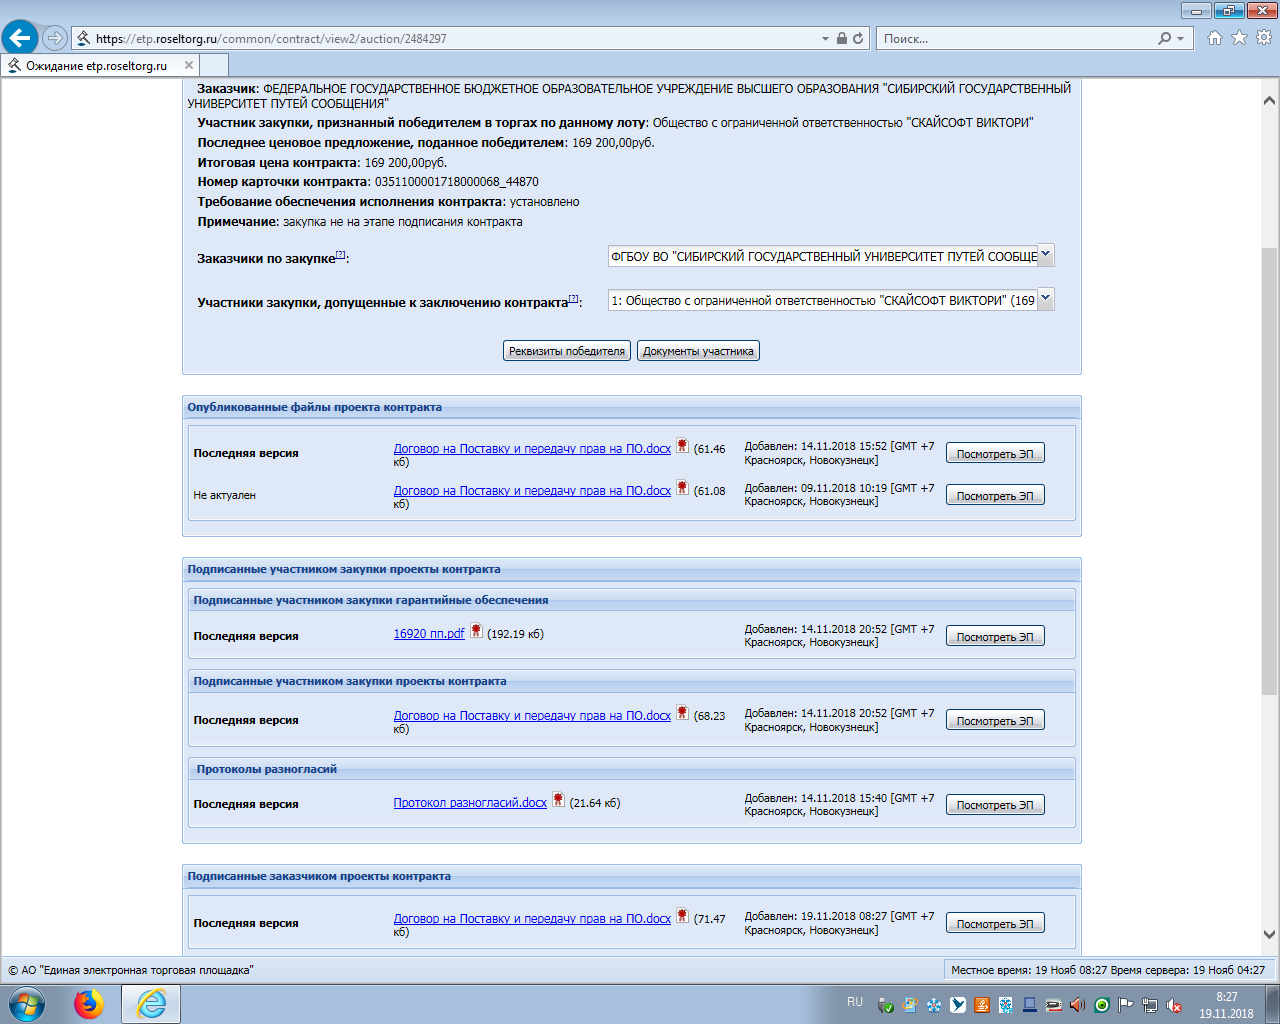 https://etp.roseltorg.ru/common/contract/view2/auction/2484297
Поиск...
Ожидание etp.roseltorg.ru
Заказчик: ФЕДЕРАЛЬНОЕ ГОСУДАРСТВЕННОЕ БЮДЖЕТНОЕ ОБРАЗОВАТЕЛЬНОЕ УЧРЕЖДЕНИЕ ВЫСШЕГО ОБРАЗОВАНИЯ "СИБИРСКИЙ ГОСУДАРСТВЕННЫЙ
УНИВЕРСИТЕТ ПУТЕЙ СООБЩЕНИЯ"
Участник закупки, признанный победителем в торгах по данному лоту: Общество с ограниченной ответственностью "СКАЙСОФТ ВИКТОРИ"
Последнее ценовое предложение, поданное победителем: 169 200,00руб.
Итоговая цена контракта: 169 200,00руб.
Номер карточки контракта: 0351100001718000068_44870
Требование обеспечения исполнения контракта: установлено
Примечание: закупка не на этапе подписания контракта
Заказчики по закупке[?]: ФГБОУ ВО "СИБИРСКИЙ ГОСУДАРСТВЕННЫЙ УНИВЕРСИТЕТ ПУТЕЙ СООБЩЕ
Участники закупки, допущенные к заключению контракта[?]: 1: Общество с ограниченной ответственностью "СКАЙСОФТ ВИКТОРИ" (169
Реквизиты победителя Документы участника
Опубликованные файлы проекта контракта
Последняя версия Договор на Поставку и передачу прав на ПО.docx (61.46 Добавлен: 14.11.2018 15:52 [GMT +7 Посмотреть ЭП
кб) Красноярск, Новокузнецк]
Не актуален Договор на Поставку и передачу прав на ПО.docx (61.08 Добавлен: 09.11.2018 10:19 [GMT +7 Посмотреть ЭП
кб) Красноярск, Новокузнецк]
Подписанные участником закупки проекты контракта
Подписанные участником закупки гарантийные обеспечения
Последняя версия 16920 пп.pdf (192.19 кб) Добавлен: 14.11.2018 20:52 [GMT +7 Посмотреть ЭП
Красноярск, Новокузнецк]
Подписанные участником закупки проекты контракта
Последняя версия Договор на Поставку и передачу прав на ПО.docx (68.23 Добавлен: 14.11.2018 20:52 [GMT +7 Посмотреть ЭП
кб) Красноярск, Новокузнецк]
Протоколы разногласий
Последняя версия Протокол разногласий.docx (21.64 кб) Добавлен: 14.11.2018 15:40 [GMT +7 Посмотреть ЭП
Красноярск, Новокузнецк]
Подписанные заказчиком проекты контракта
Последняя версия Договор на Поставку и передачу прав на ПО.docx (71.47 Добавлен: 19.11.2018 08:27 [GMT +7 Посмотреть ЭП
кб) Красноярск, Новокузнецк]
© АО "Единая электронная торговая площадка" Местное время: 19 Нояб 08:27 Время сервера: 19 Нояб 04:27
RU 8:27
19.11.2018